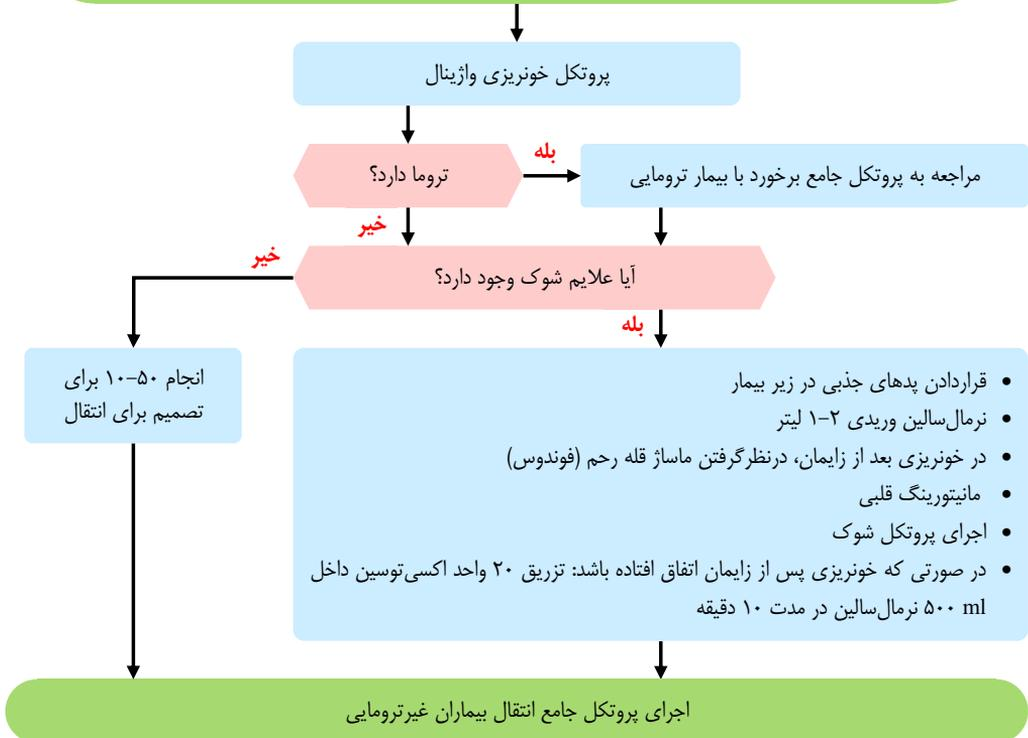 پروتکل خونریزی واژینال
تروما دارد؟
بله
مراجعه به پروتکل جامع برخورد با بیمار ترومایی
خیر
آیا علایم شوک وجود دارد؟
خیر
بله
انجام ۵۰–۱۰ برای
تصمیم برای انتقال
• قراردادن پدهای جذبی در زیر بیمار
• نرمال‌سالین وریدی ۲–۱ لیتر
• در خونریزی بعد از زایمان، درنظرگرفتن ماساژ قله رحم (فوندوس)
• مانیتورینگ قلبی
• اجرای پروتکل شوک
• در صورتی که خونریزی پس از زایمان اتفاق افتاده باشد: تزریق ۲۰ واحد اکسی‌توسین داخل
۵۰۰ ml نرمال‌سالین در مدت ۱۰ دقیقه
اجرای پروتکل جامع انتقال بیماران غیرترومایی